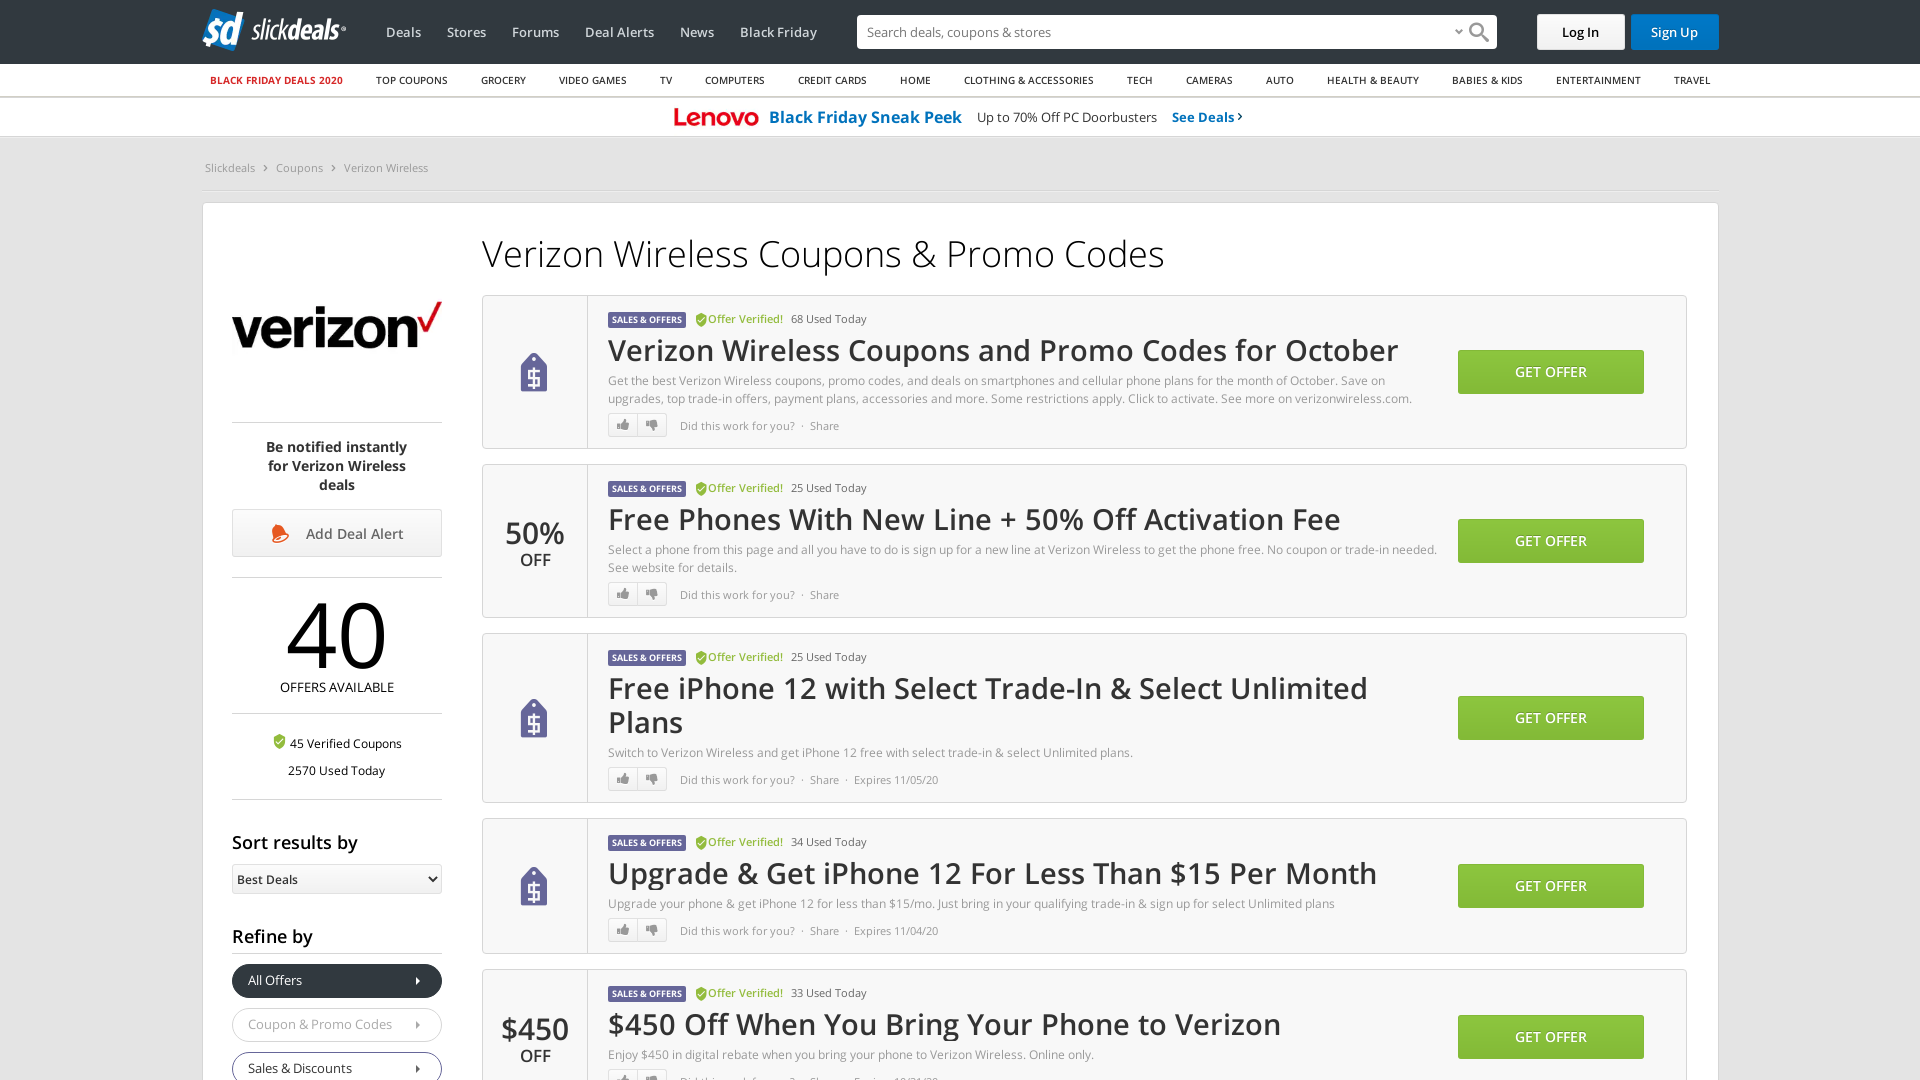 sd slickdeals
Deals Stores Forums Deal Alerts News Black Friday
Search deals, coupons & stores
Log In
Sign Up
BLACK FRIDAY DEALS 2020 TOP COUPONS GROCERY VIDEO GAMES TV COMPUTERS CREDIT CARDS HOME CLOTHING & ACCESSORIES TECH CAMERAS AUTO HEALTH & BEAUTY BABIES & KIDS ENTERTAINMENT TRAVEL
Lenovo Black Friday Sneak Peek Up to 70% Off PC Doorbusters See Deals
Slickdeals Coupons Verizon Wireless
verizon
Be notified instantly
for Verizon Wireless
deals
Add Deal Alert
40
OFFERS AVAILABLE
45 Verified Coupons
2570 Used Today
Sort results by
Best Deals
Refine by
All Offers
Coupon & Promo Codes
Sales & Discounts
Verizon Wireless Coupons & Promo Codes
SALES & OFFERS Offer Verified! 68 Used Today
Verizon Wireless Coupons and Promo Codes for October
Get the best Verizon Wireless coupons, promo codes, and deals on smartphones and cellular phone plans for the month of October. Save on
upgrades, top trade-in offers, payment plans, accessories and more. Some restrictions apply. Click to activate. See more on verizonwireless.com.
Did this work for you? · Share
GET OFFER
50%
OFF
SALES & OFFERS Offer Verified! 25 Used Today
Free Phones With New Line + 50% Off Activation Fee
Select a phone from this page and all you have to do is sign up for a new line at Verizon Wireless to get the phone free. No coupon or trade-in needed.
See website for details.
Did this work for you? · Share
GET OFFER
SALES & OFFERS Offer Verified! 25 Used Today
Free iPhone 12 with Select Trade-In & Select Unlimited
Plans
Switch to Verizon Wireless and get iPhone 12 free with select trade-in & select Unlimited plans.
Did this work for you? · Share · Expires 11/05/20
GET OFFER
SALES & OFFERS Offer Verified! 34 Used Today
Upgrade & Get iPhone 12 For Less Than $15 Per Month
Upgrade your phone & get iPhone 12 for less than $15/mo. Just bring in your qualifying trade-in & sign up for select Unlimited plans
Did this work for you? · Share · Expires 11/04/20
GET OFFER
$450
OFF
SALES & OFFERS Offer Verified! 33 Used Today
$450 Off When You Bring Your Phone to Verizon
Enjoy $450 in digital rebate when you bring your phone to Verizon Wireless. Online only.
GET OFFER